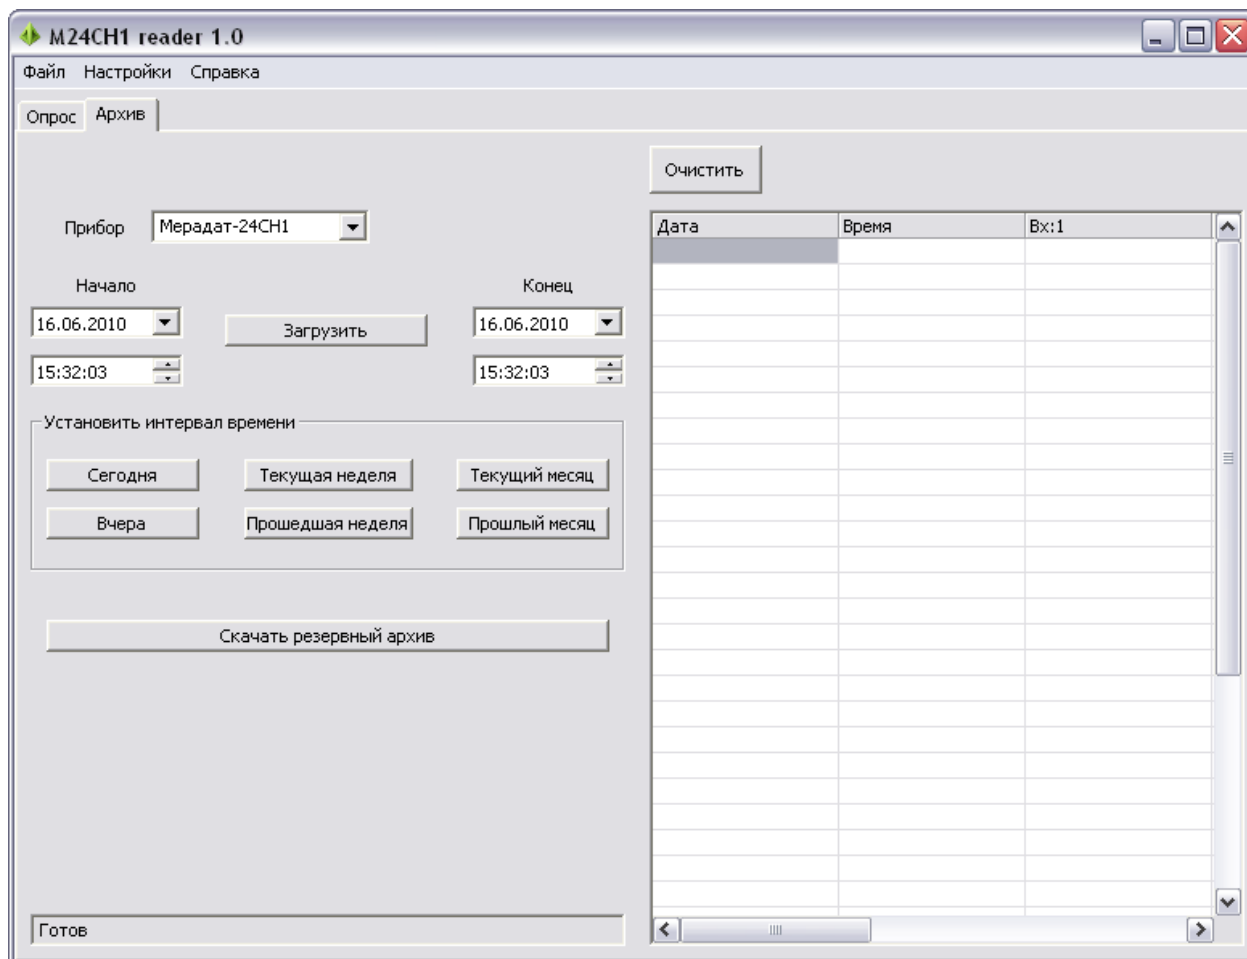 M24CH1 reader 1.0
Файл Настройки Справка
Опрос Архив
Очистить
Прибор Мерадат-24СН1
Дата Время Вх:1
Начало Конец
16.06.2010 Загрузить 16.06.2010
15:32:03 15:32:03
Установить интервал времени
Сегодня Текущая неделя Текущий месяц
Вчера Прошедшая неделя Прошлый месяц
Скачать резервный архив
Готов